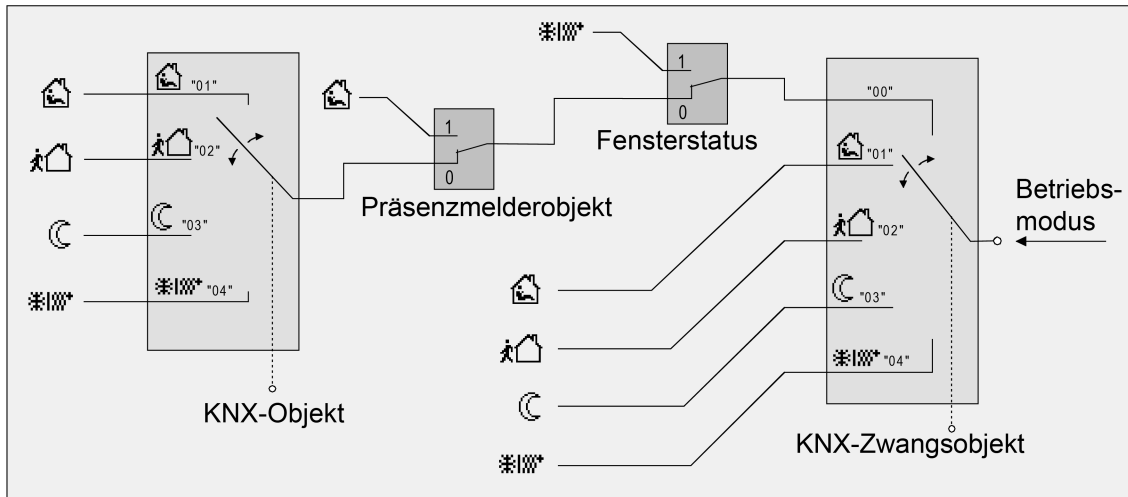 "01"
"02"
"03"
"04"
KNX-Objekt
1
0
Präsenzmelderobjekt
1
0
Fensterstatus
"00"
"01"
"02"
"03"
"04"
KNX-Zwangsobjekt
Betriebs-
modus